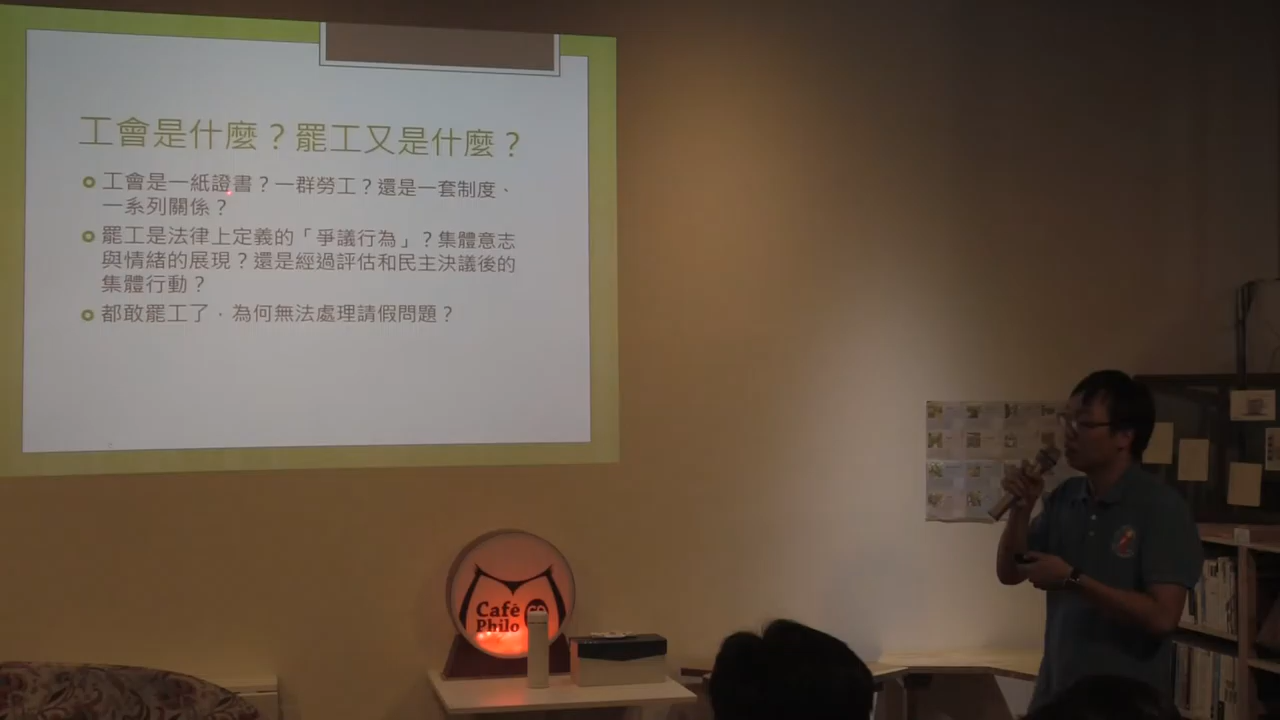 工會是什麼？罷工又是什麼？
工會是一紙證書？一群勞工？還是一套制度、
一系列關係？
罷工是法律上定義的「爭議行為」？集體意志
與情緒的展現？還是經過評估和民主決議後的
集體行動？
都敢罷工了，為何無法處理請假問題？
Café
Philo